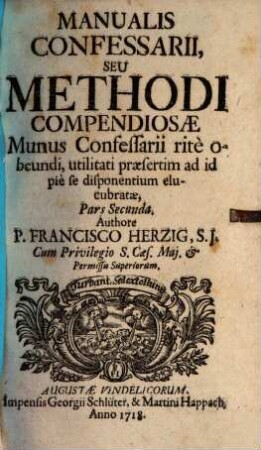 MANUALIS
CONFESSARII,
SEU
METHODI
COMPENDIOSÆ
Munus Confessarii ritè o-
beundi, utilitati præsertim ad id
piè se disponentium elu-
cubratæ,
Pars Secunda.
Authore
P. FRANCISCO HERZIG, S.J.
Cum Privilegio S. Cæs. Maj. &
Permissu Superiorum.
AUGUSTÆ VINDELICORUM.
Impensis Georgii Schlüter, & Martini Happach,
Anno 1718.